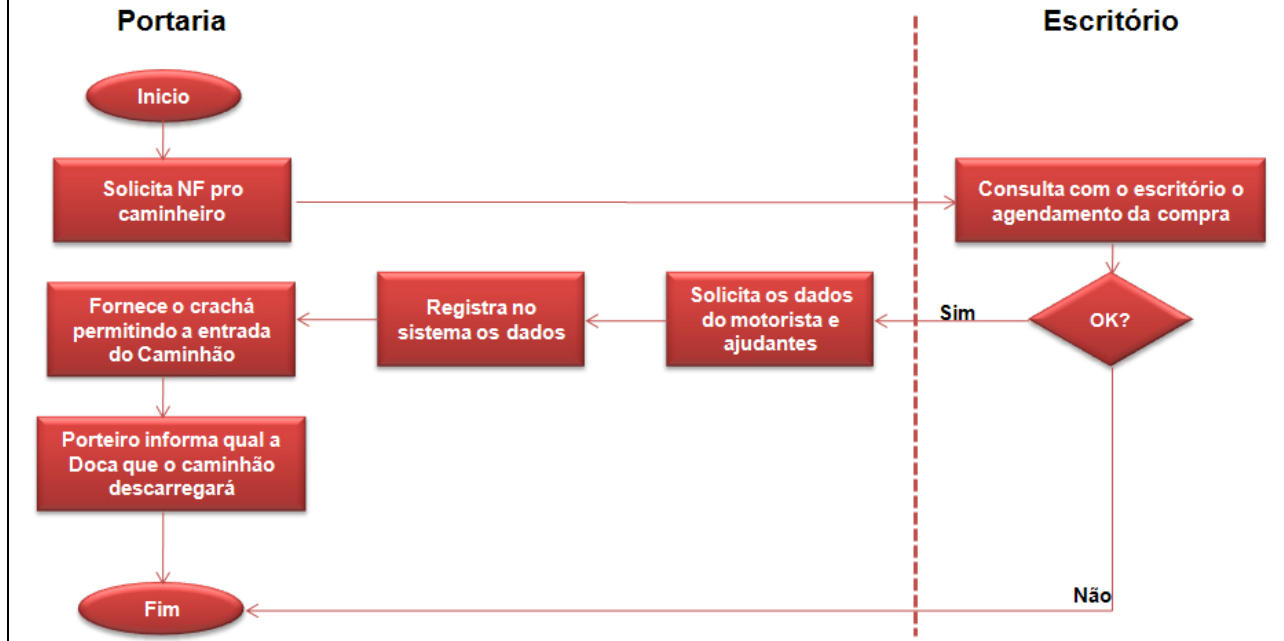 Portaria
Escritório
Inicio
Solicita NF pro
caminheiro
Consulta com o escritório o
agendamento da compra
OK?
Sim
Solicita os dados
do motorista e
ajudantes
Registra no
sistema os dados
Fornece o crachá
permitindo a entrada
do Caminhão
Porteiro informa qual a
Doca que o caminhão
descarregará
Não
Fim